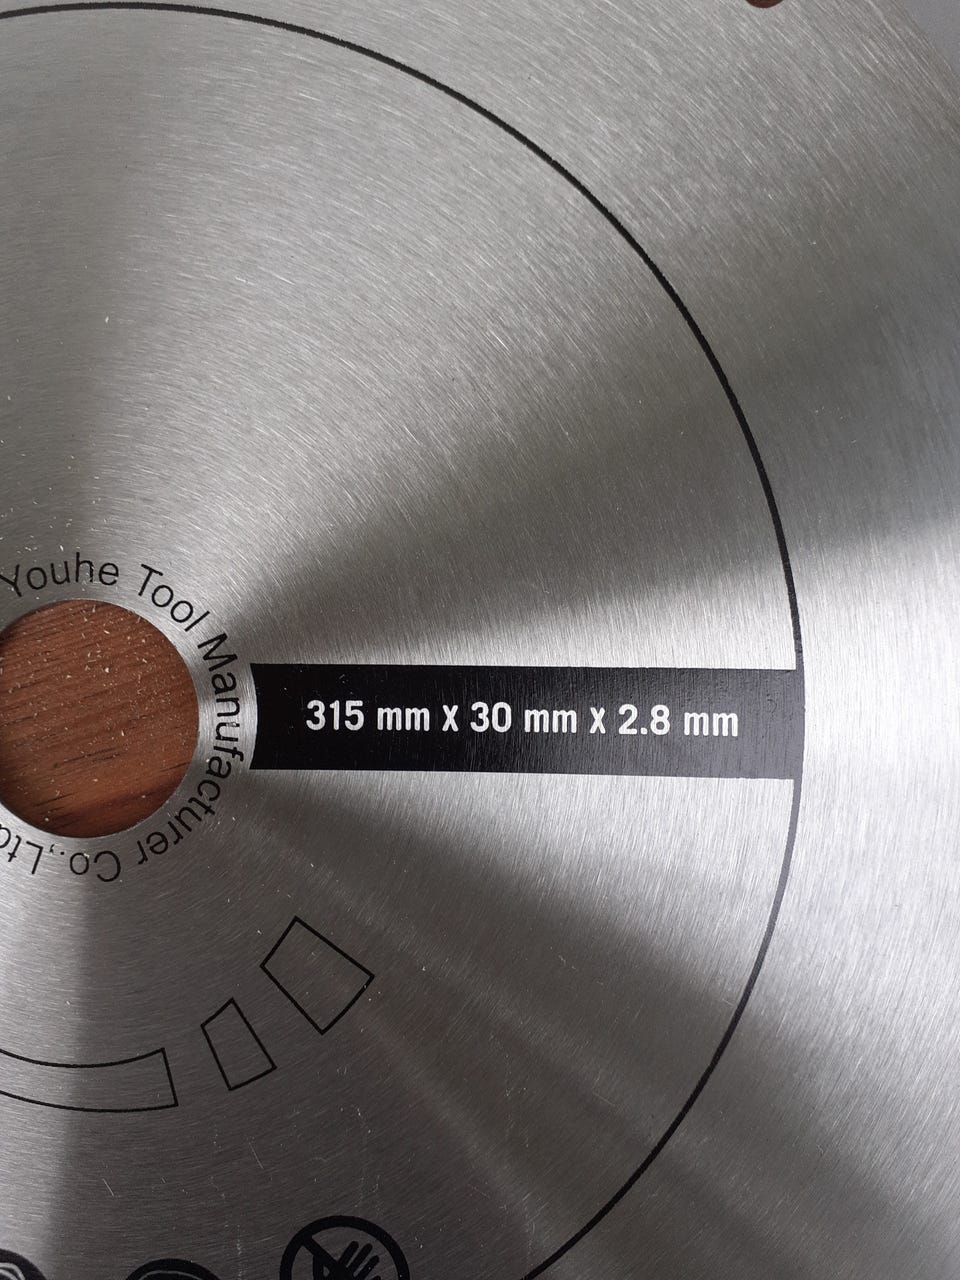 Youhe Tool Manufacturer Co.,Ltd
315 mm X 30 mm X 2.8 mm